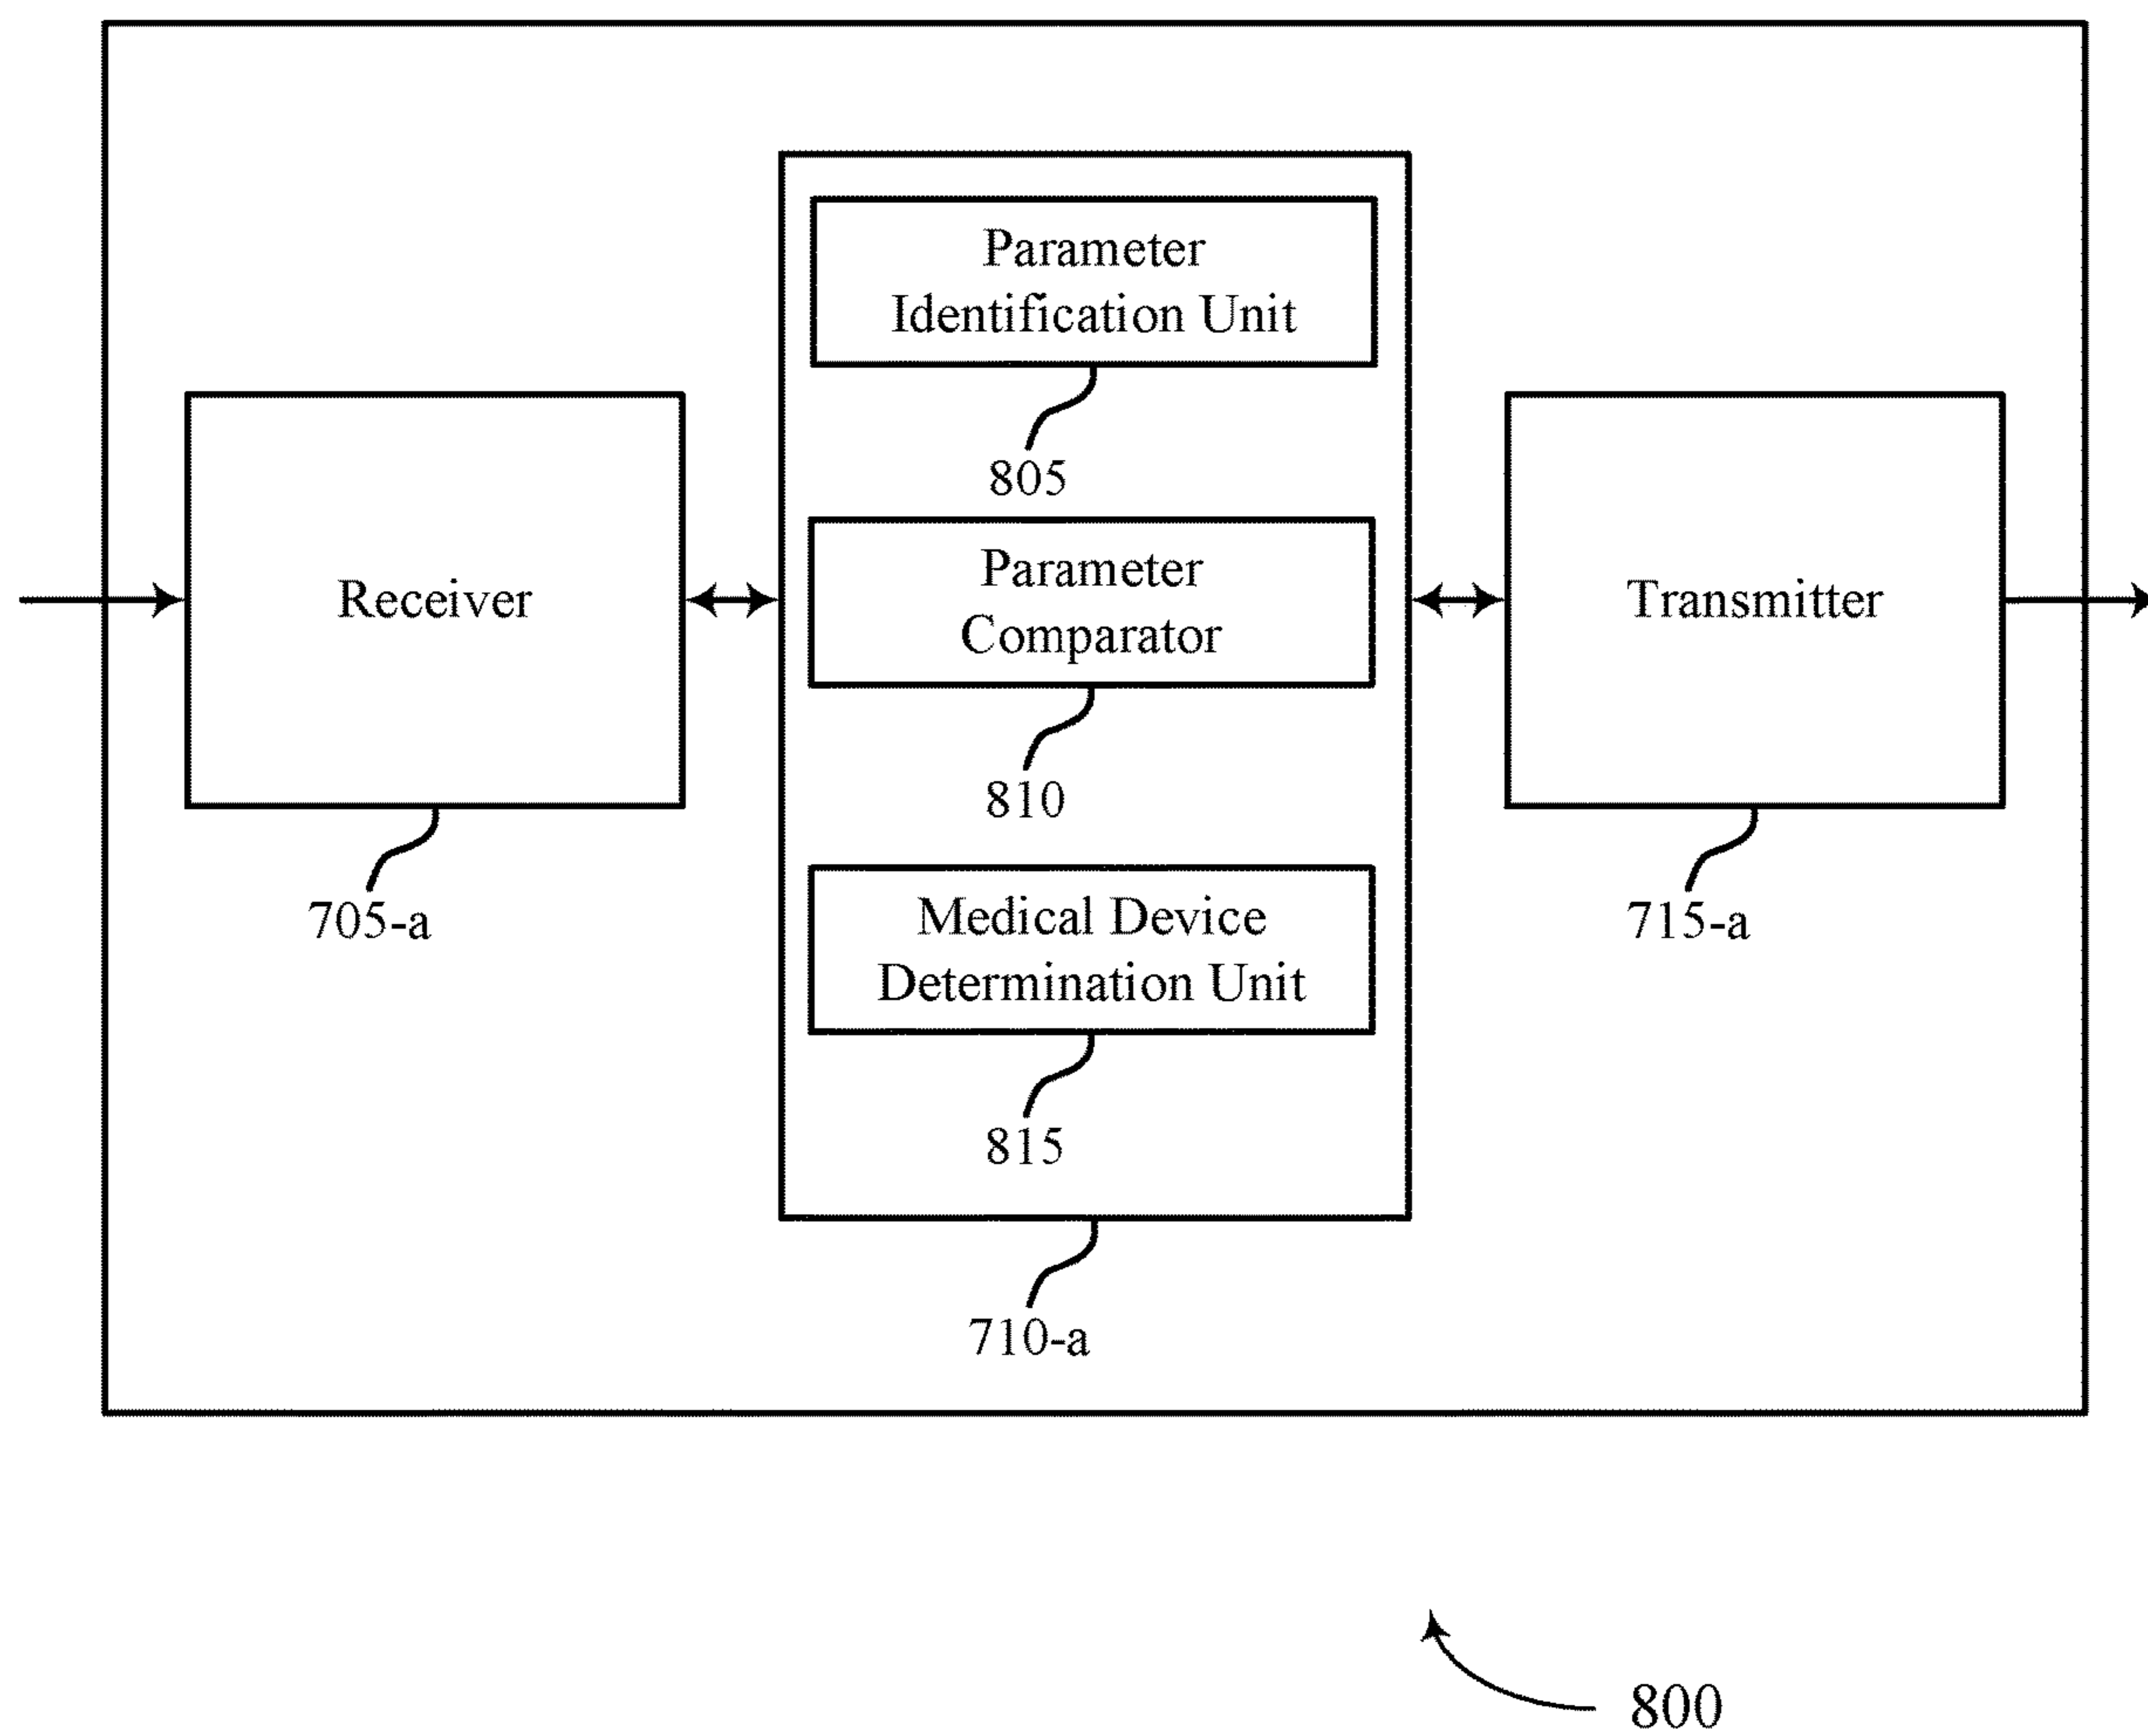 Parameter
Identification Unit
805
Receiver
Parameter
Comparator
Transmitter
810
705-a
715-a
Medical Device
Determination Unit
815
710-a
800